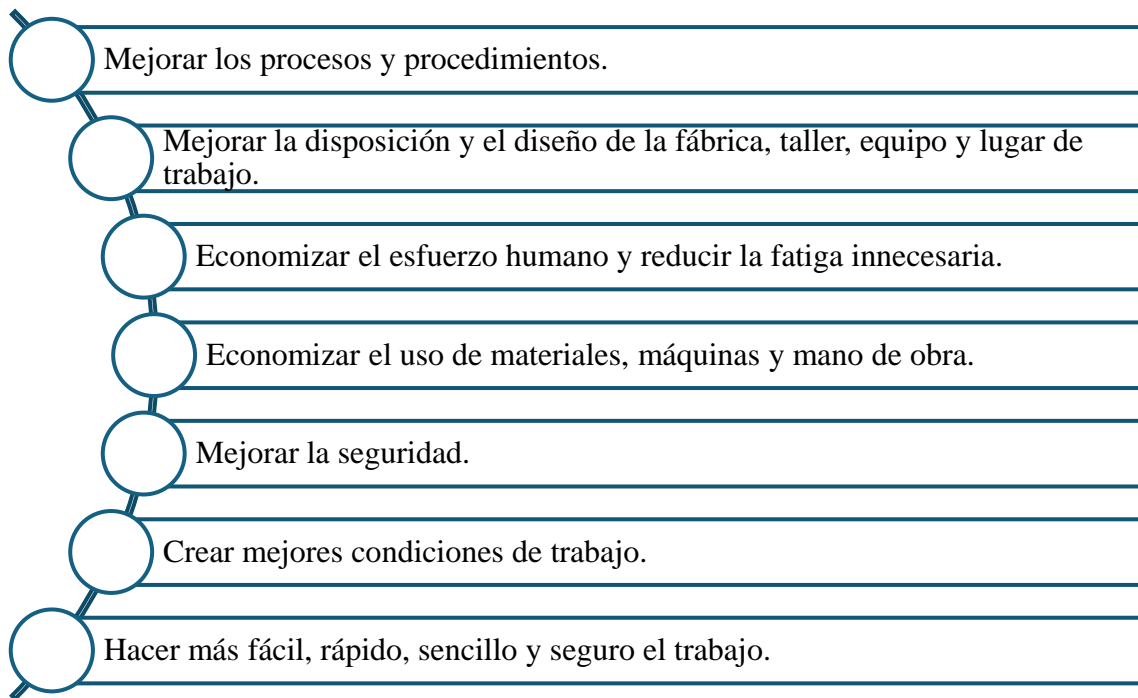 Mejorar los procesos y procedimientos.
Mejorar la disposición y el diseño de la fábrica, taller, equipo y lugar de
trabajo.
Economizar el esfuerzo humano y reducir la fatiga innecesaria.
Economizar el uso de materiales, máquinas y mano de obra.
Mejorar la seguridad.
Crear mejores condiciones de trabajo.
Hacer más fácil, rápido, sencillo y seguro el trabajo.